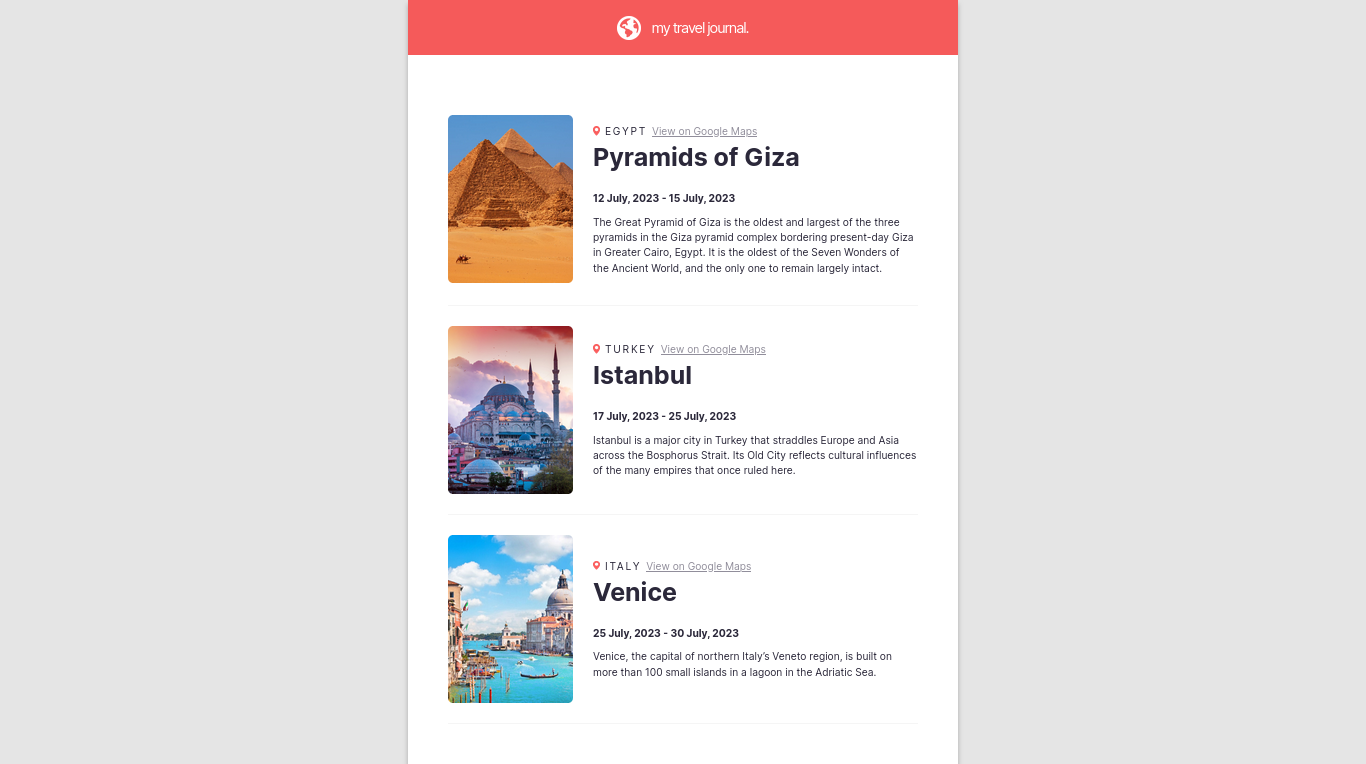 my travel journal.
EGYPT View on Google Maps
Pyramids of Giza
12 July, 2023 - 15 July, 2023
The Great Pyramid of Giza is the oldest and largest of the three
pyramids in the Giza pyramid complex bordering present-day Giza
in Greater Cairo, Egypt. It is the oldest of the Seven Wonders of
the Ancient World, and the only one to remain largely intact.
TURKEY View on Google Maps
Istanbul
17 July, 2023 - 25 July, 2023
Istanbul is a major city in Turkey that straddles Europe and Asia
across the Bosphorus Strait. Its Old City reflects cultural influences
of the many empires that once ruled here.
ITALY View on Google Maps
Venice
25 July, 2023 - 30 July, 2023
Venice, the capital of northern Italy’s Veneto region, is built on
more than 100 small islands in a lagoon in the Adriatic Sea.